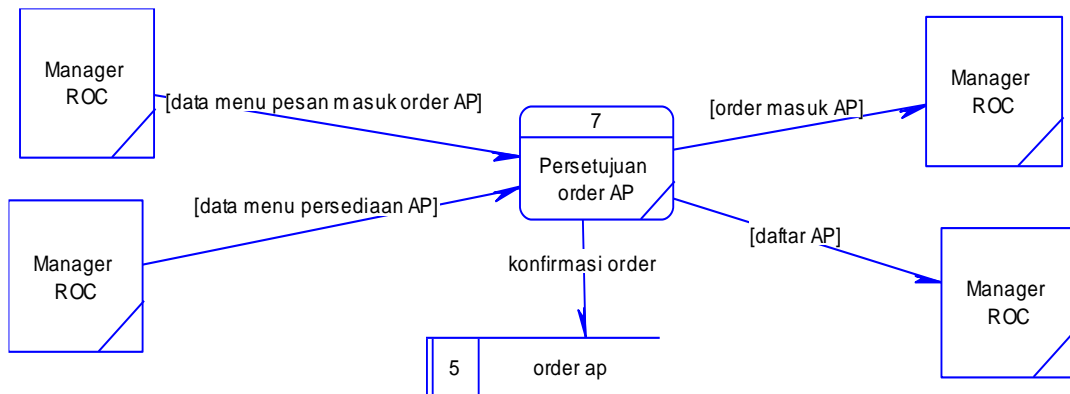 Manager
ROC
[data menu pesan masuk order AP]
7
Persetujuan
order AP
[order masuk AP]
Manager
ROC
Manager
ROC
[data menu persediaan AP]
[daftar AP]
Manager
ROC
konfirmasi order
5
order ap